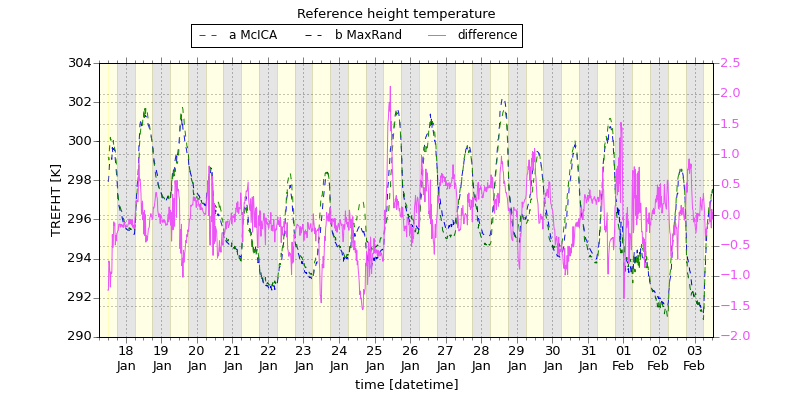 Reference height temperature
a McICA b MaxRand difference
304 2.5
302 2.0
300 1.5
298 1.0
296 0.5
294 0.0
292 −0.5
290 −1.0
−1.5
−2.0
TREFHT [K]
18 19 20 21 22 23 24 25 26 27 28 29 30 31 01 02 03
Jan Jan Jan Jan Jan Jan Jan Jan Jan Jan Jan Jan Jan Jan Feb Feb Feb
time [datetime]